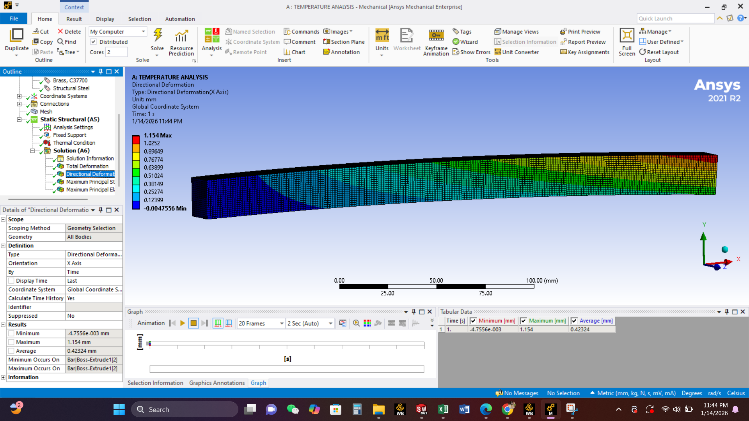 Context
A : TEMPERATURE ANALYSIS - Mechanical [Ansys Mechanical Enterprise]
File Home Result Display Selection Automation
Quick Launch
Duplicate
Cut
Copy
Paste
Delete
Find
Tree
Outline
My Computer
Distributed
Cores 2
Solve
Resource Prediction
Solve
Analysis
Named Selection
Coordinate System
Remote Point
Commands
Comment
Chart
Images
Section Plane
Annotation
Insert
Units
Worksheet
Keyframe Animation
Tags
Wizard
Show Errors
Manage Views
Selection Information
Unit Converter
Print Preview
Report Preview
Key Assignments
Tools
Full Screen
Manage
User Defined
Reset Layout
Layout
Outline
Brass, C37700
Structural Steel
Coordinate Systems
Connections
Mesh
Static Structural (A5)
Analysis Settings
Fixed Support
Thermal Condition
Solution (A6)
Solution Information
Total Deformation
Directional Deformat
Maximum Principal St
Maximum Principal El
Details of "Directional Deformatio
Scope
Scoping Method Geometry Selection
Geometry All Bodies
Definition
Type Directional Deforma...
Orientation X Axis
By Time
Display Time Last
Coordinate System Global Coordinate S...
Calculate Time History Yes
Identifier
Suppressed No
Results
Minimum -4.7556e-003 mm
Maximum 1.154 mm
Average 0.42324 mm
Minimum Occurs On Bar|Boss-Extrude1[2]
Maximum Occurs On Bar|Boss-Extrude1[2]
Information
A: TEMPERATURE ANALYSIS
Directional Deformation
Type: Directional Deformation(X Axis)
Unit: mm
Global Coordinate System
Time: 1 s
1/14/2026 11:44 PM
1.154 Max
1.0252
0.89649
0.76774
0.63899
0.51024
0.38149
0.25274
0.12399
-0.0047556 Min
Ansys
2021 R2
0.00 50.00 100.00 (mm)
25.00 75.00
Y
X
Z
Graph
Animation 20 Frames 2 Sec (Auto)
[mm]
[s]
Selection Information Graphics Annotations Graph
Tabular Data
Time [s] Minimum [mm] Maximum [mm] Average [mm]
1 1. -4.7556e-003 1.154 0.42324
No Messages No Selection Metric (mm, kg, N, s, mV, mA) Degrees rad/s Celsius
Search
11:44 PM
1/14/2026